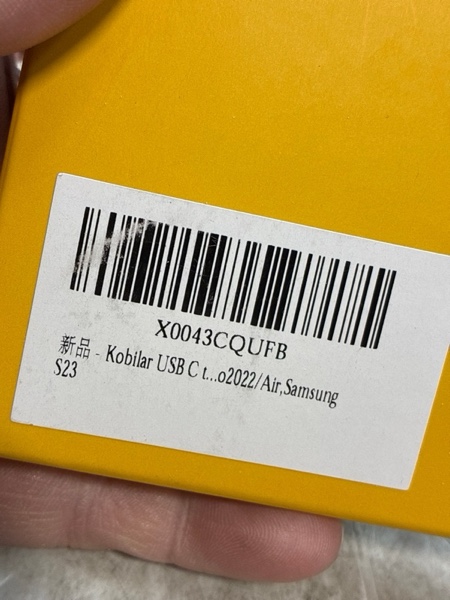 X0043CQUFB
新品 - Kobilar USB C t...o2022/Air,Samsung
S23